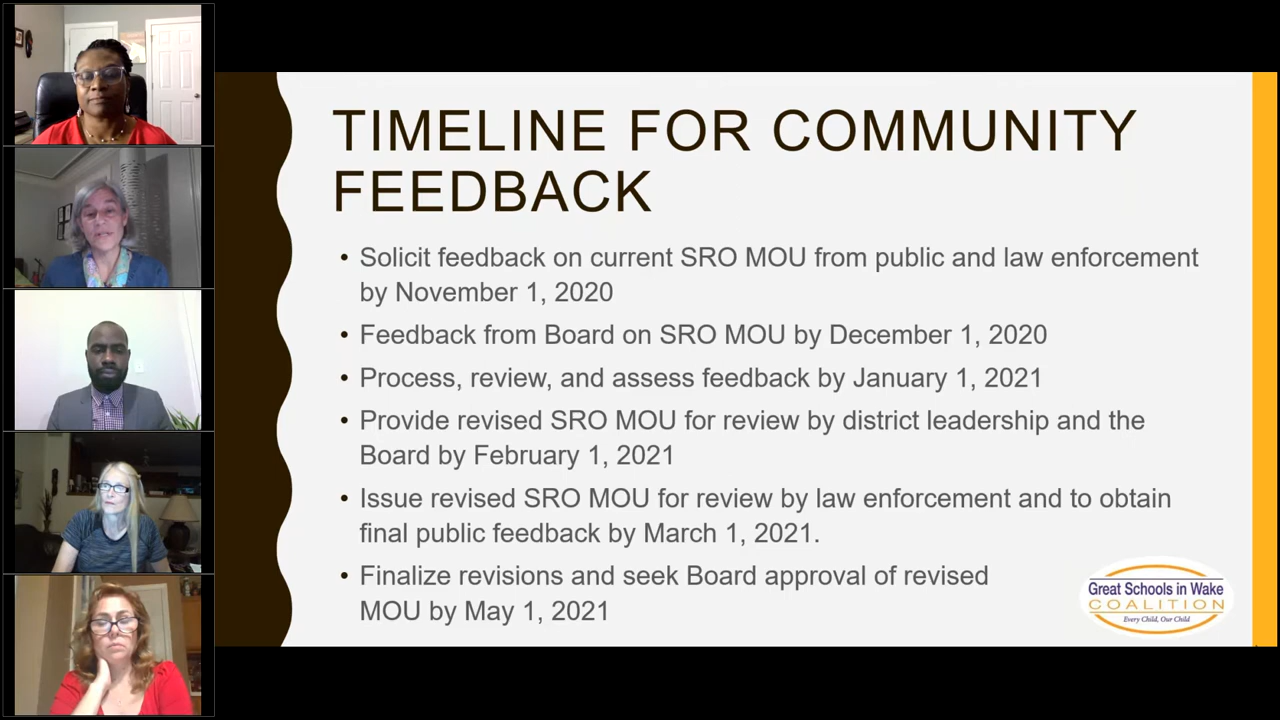 TIMELINE FOR COMMUNITY
FEEDBACK
• Solicit feedback on current SRO MOU from public and law enforcement
by November 1, 2020
• Feedback from Board on SRO MOU by December 1, 2020
• Process, review, and assess feedback by January 1, 2021
• Provide revised SRO MOU for review by district leadership and the
Board by February 1, 2021
• Issue revised SRO MOU for review by law enforcement and to obtain
final public feedback by March 1, 2021.
• Finalize revisions and seek Board approval of revised
MOU by May 1, 2021
Great Schools in Wake
COALITION
Every Child, Our Child